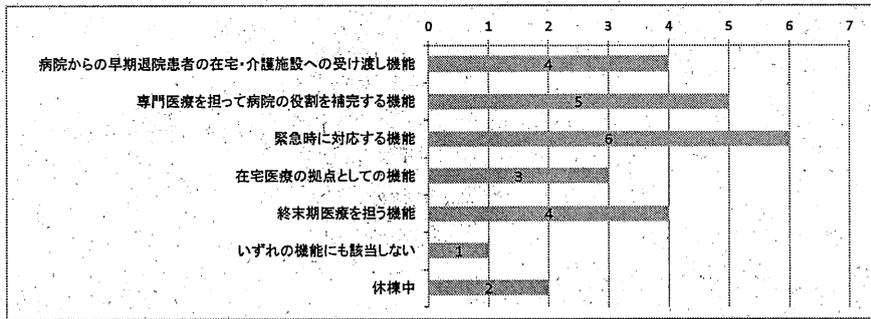 0 1 2 3 4 5 6 7
病院からの早期退院患者の在宅・介護施設への受け渡し機能 4
専門医療を担って病院の役割を補完する機能 5
緊急時に対応する機能 6
在宅医療の拠点としての機能 3
終末期医療を担う機能 4
いずれの機能にも該当しない 1
休棟中 2